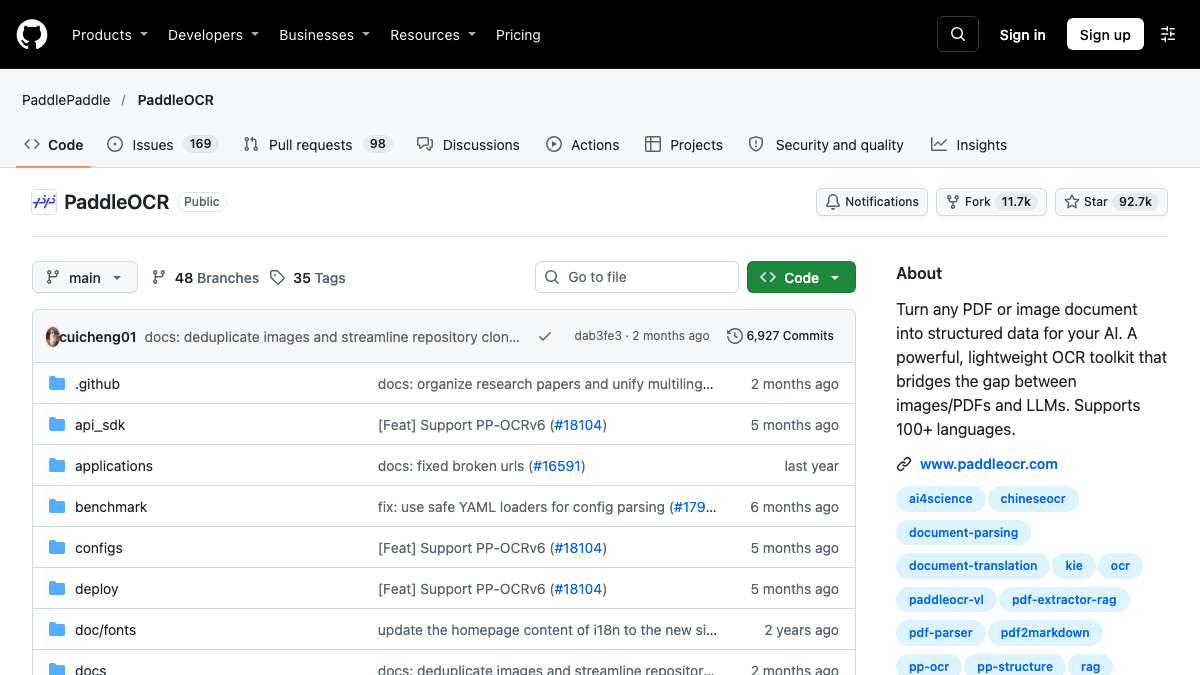 Products Developers Businesses Resources Pricing Sign in Sign up
PaddlePaddle / PaddleOCR
Code Issues 169 Pull requests 98 Discussions Actions Projects Security and quality Insights
PaddleOCR Public Notifications Fork 11.7k Star 92.7k
main 48 Branches 35 Tags Go to file Code
cuicheng01 docs: deduplicate images and streamline repository clon... dab3fe3 · 2 months ago 6,927 Commits
.github docs: organize research papers and unify multiling... 2 months ago
api_sdk [Feat] Support PP-OCRv6 (#18104) 5 months ago
applications docs: fixed broken urls (#16591) last year
benchmark fix: use safe YAML loaders for config parsing (#179... 6 months ago
configs [Feat] Support PP-OCRv6 (#18104) 5 months ago
deploy [Feat] Support PP-OCRv6 (#18104) 5 months ago
doc/fonts update the homepage content of i18n to the new si... 2 years ago
docs docs: deduplicate images and streamline repositor... 2 months ago
About
Turn any PDF or image document
into structured data for your AI. A
powerful, lightweight OCR toolkit that
bridges the gap between
images/PDFs and LLMs. Supports
100+ languages.
www.paddleocr.com
ai4science chineseocr
document-parsing
document-translation kie ocr
paddleocr-vl pdf-extractor-rag
pdf-parser pdf2markdown
pp-ocr pp-structure rag